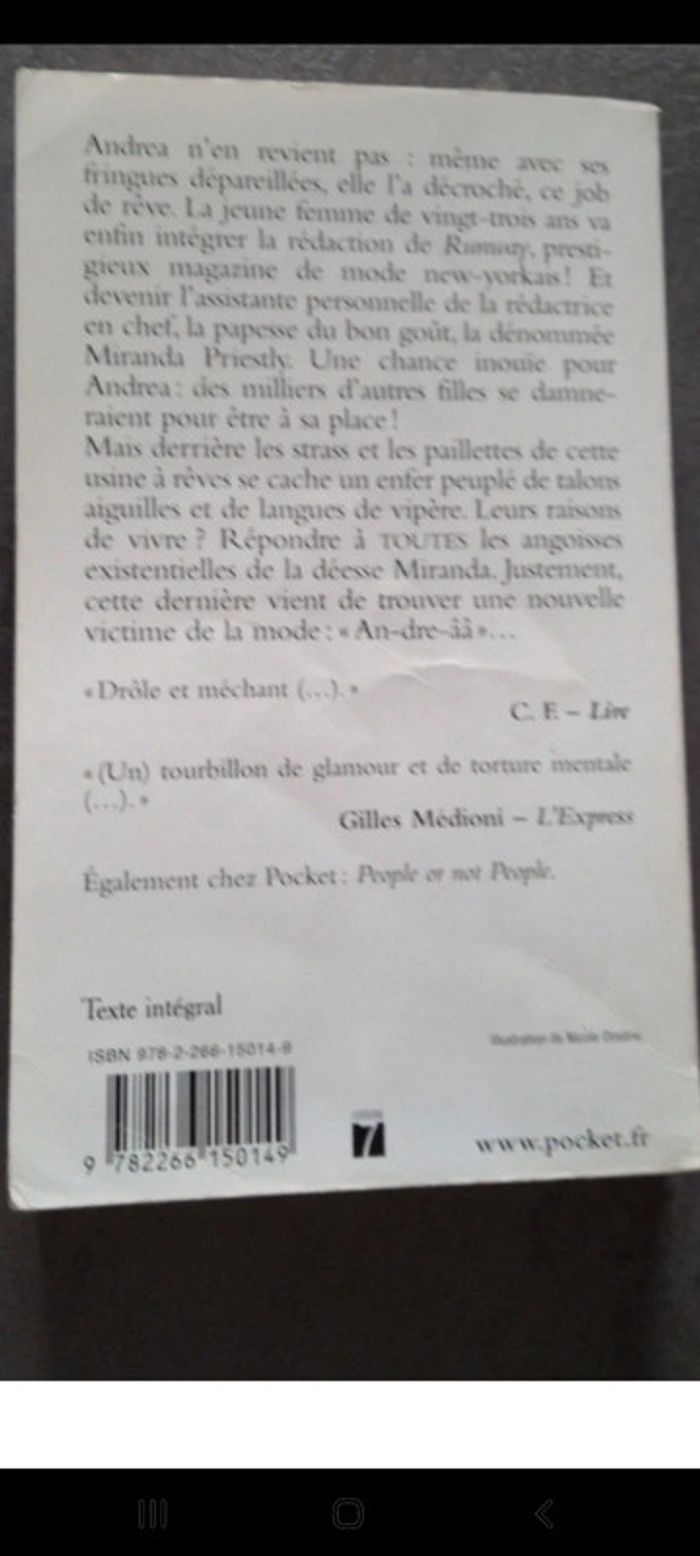 Andrea n'en revient pas : même avec ses
fringues dépareillées, elle l'a décroché, ce job
de rêve. La jeune femme de vingt-trois ans va
enfin intégrer la rédaction de Runway, presti-
gieux magazine de mode new-yorkais! Et
devenir l'assistante personnelle de la rédactrice
en chef, la papesse du bon goût, la dénommée
Miranda Priestly. Une chance inouïe pour
Andrea : des milliers d'autres filles se damne-
raient pour être à sa place!
Mais derrière les strass et les paillettes de cette
usine à rêves se cache un enfer peuplé de talons
aiguilles et de langues de vipère. Leurs raisons
de vivre ? Répondre à TOUTES les angoisses
existentielles de la déesse Miranda. Justement,
cette dernière vient de trouver une nouvelle
victime de la mode : « An-dre-ââ »...
« Drôle et méchant (...). »
C. F. – Lire
« (Un) tourbillon de glamour et de torture mentale
(...). »
Gilles Médioni – L'Express
Également chez Pocket : People or not People.
Texte intégral
ISBN 978-2-266-15014-9
Illustration de Nicole
9 782266 150149
7
www.pocket.fr